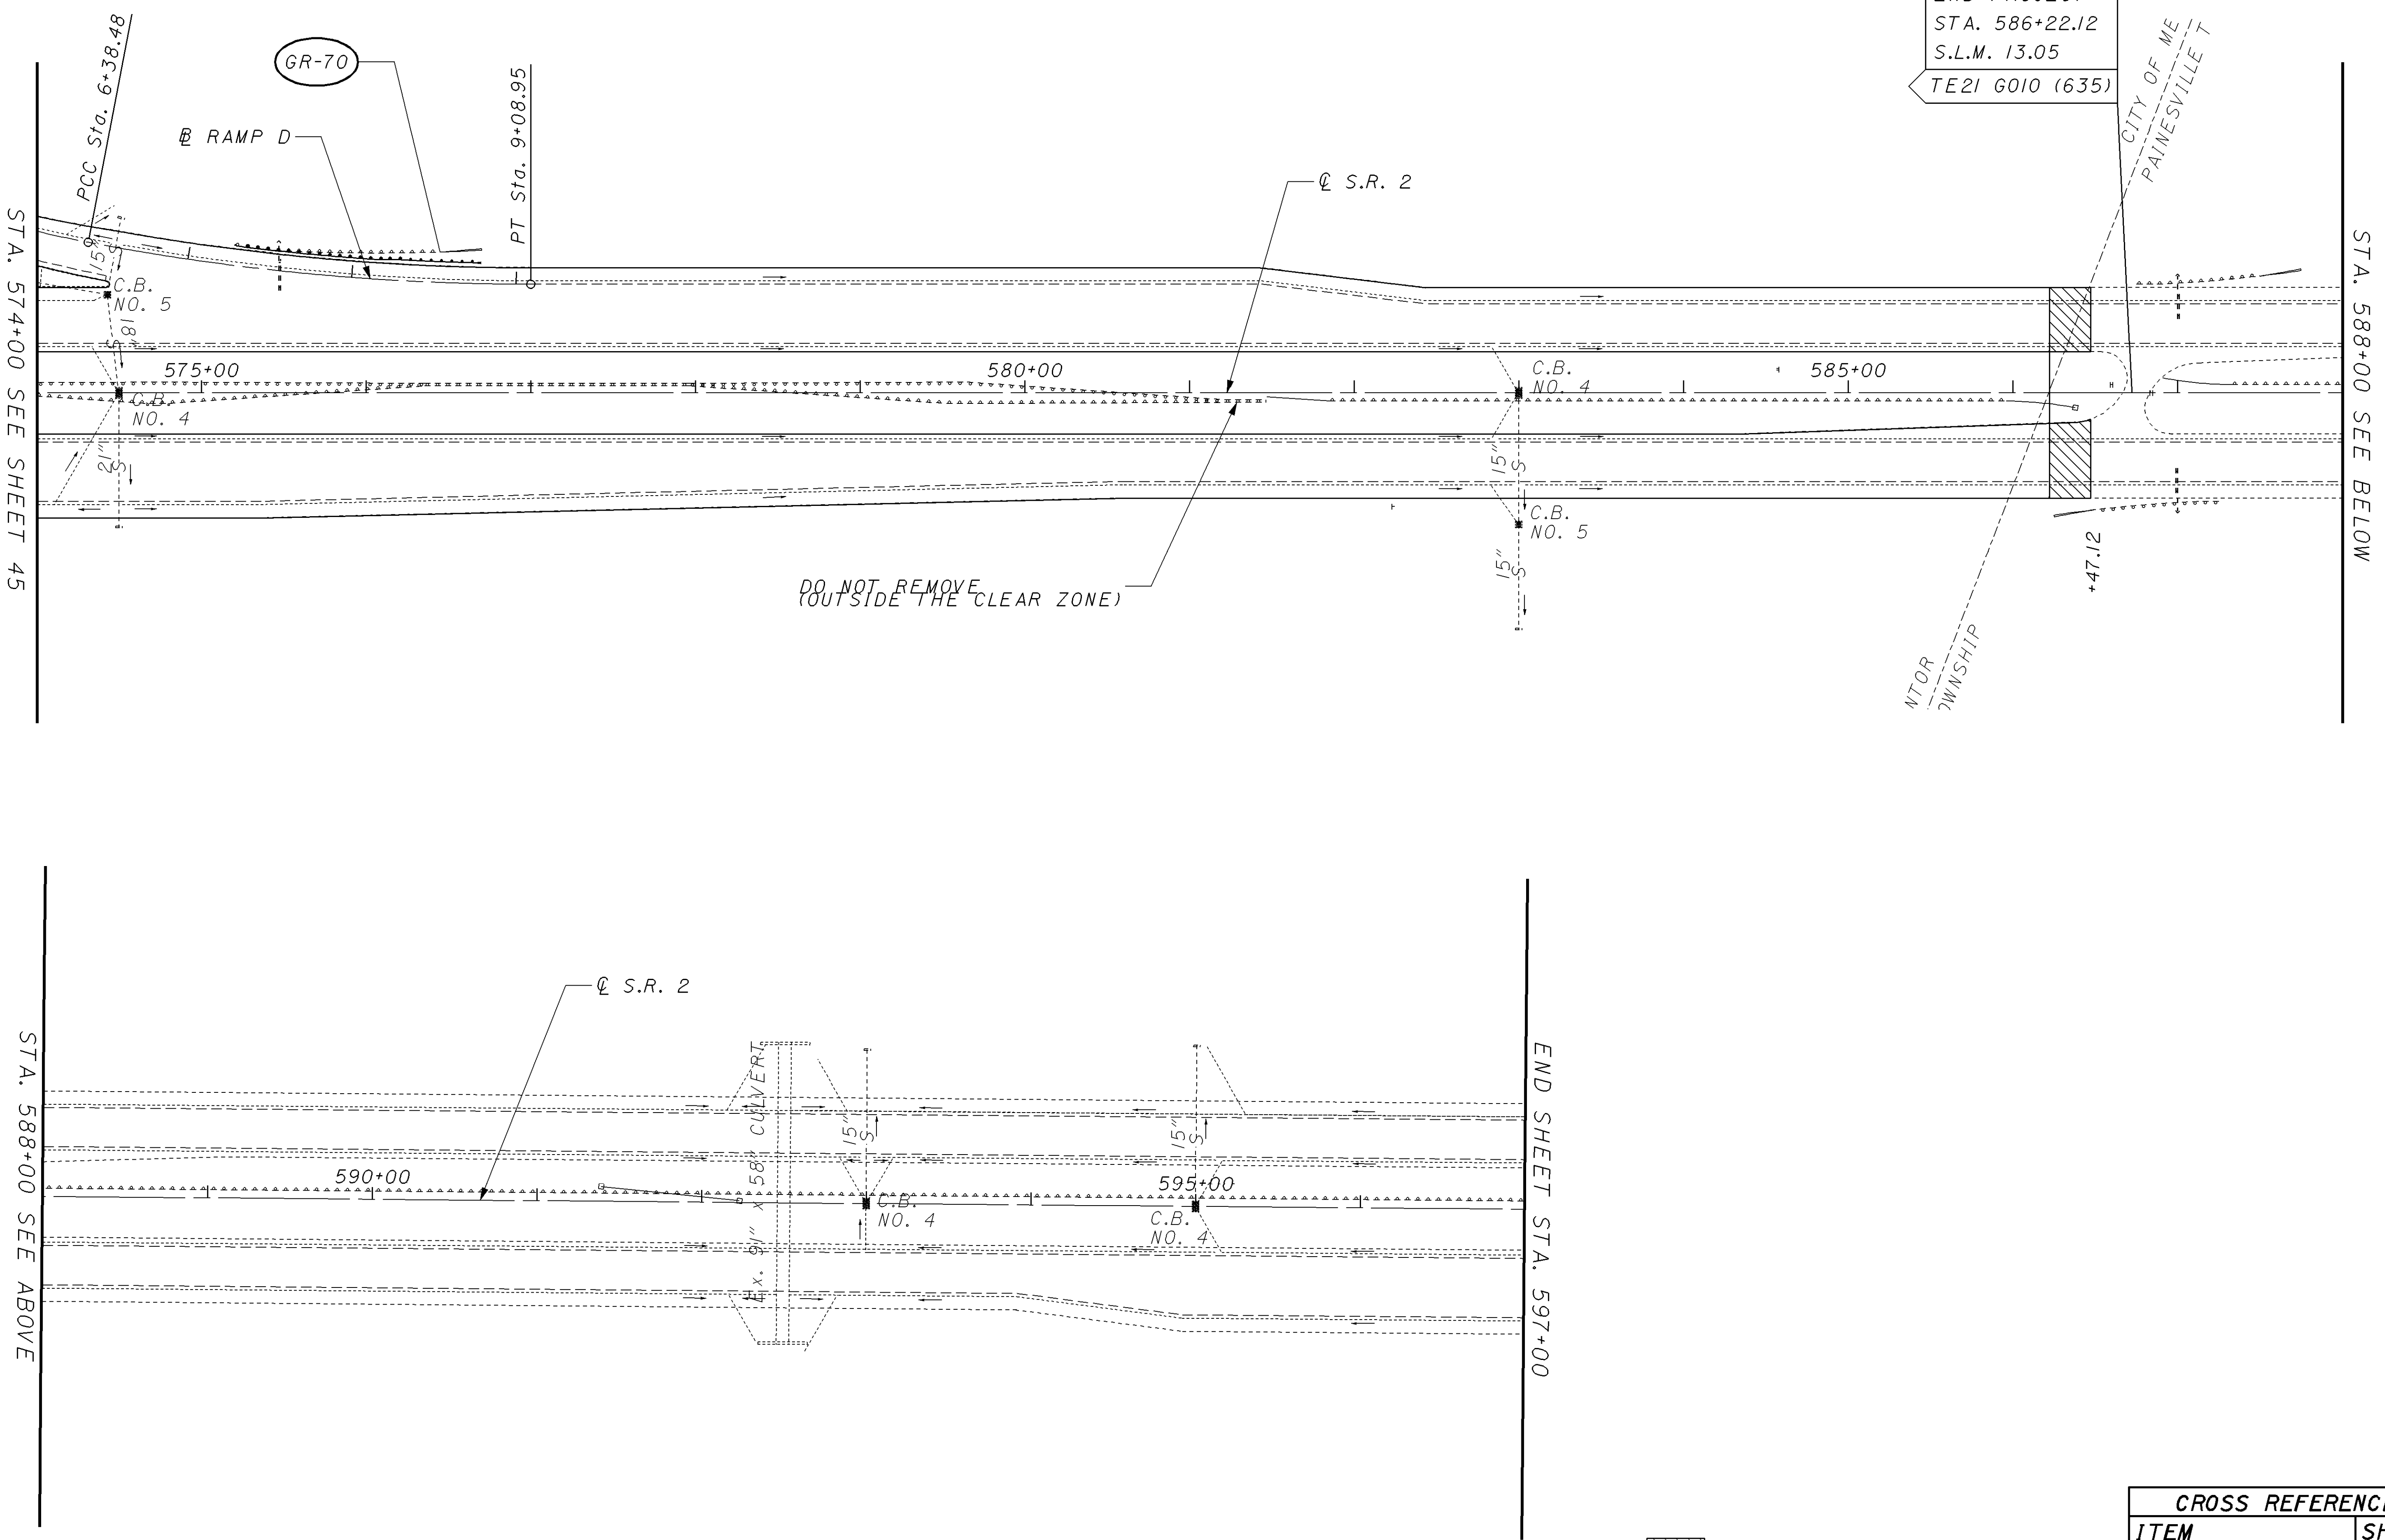 STA. 586+22.12
S.L.M. 13.05
TE21 G010 (635)
CITY OF ME
PAINESVILLE T
PCC Sta. 6+38.48
GR-70
℄ RAMP D
PT Sta. 9+08.95
℄ S.R. 2
STA. 574+00 SEE SHEET 45
STA. 588+00 SEE BELOW
15"
S
C.B.
NO. 5
18"
S
575+00
580+00
585+00
C.B.
NO. 4
C.B.
NO. 4
21"
S
15"
S
C.B.
NO. 5
15"
S
DO NOT REMOVE
(OUTSIDE THE CLEAR ZONE)
+47.12
NTOR
OWNSHIP
℄ S.R. 2
STA. 588+00 SEE ABOVE
END SHEET STA. 597+00
Ex. 91" x 58" CULVERT
15"
S
15"
S
590+00
595+00
C.B.
NO. 4
C.B.
NO. 4
CROSS REFERENCE
ITEM